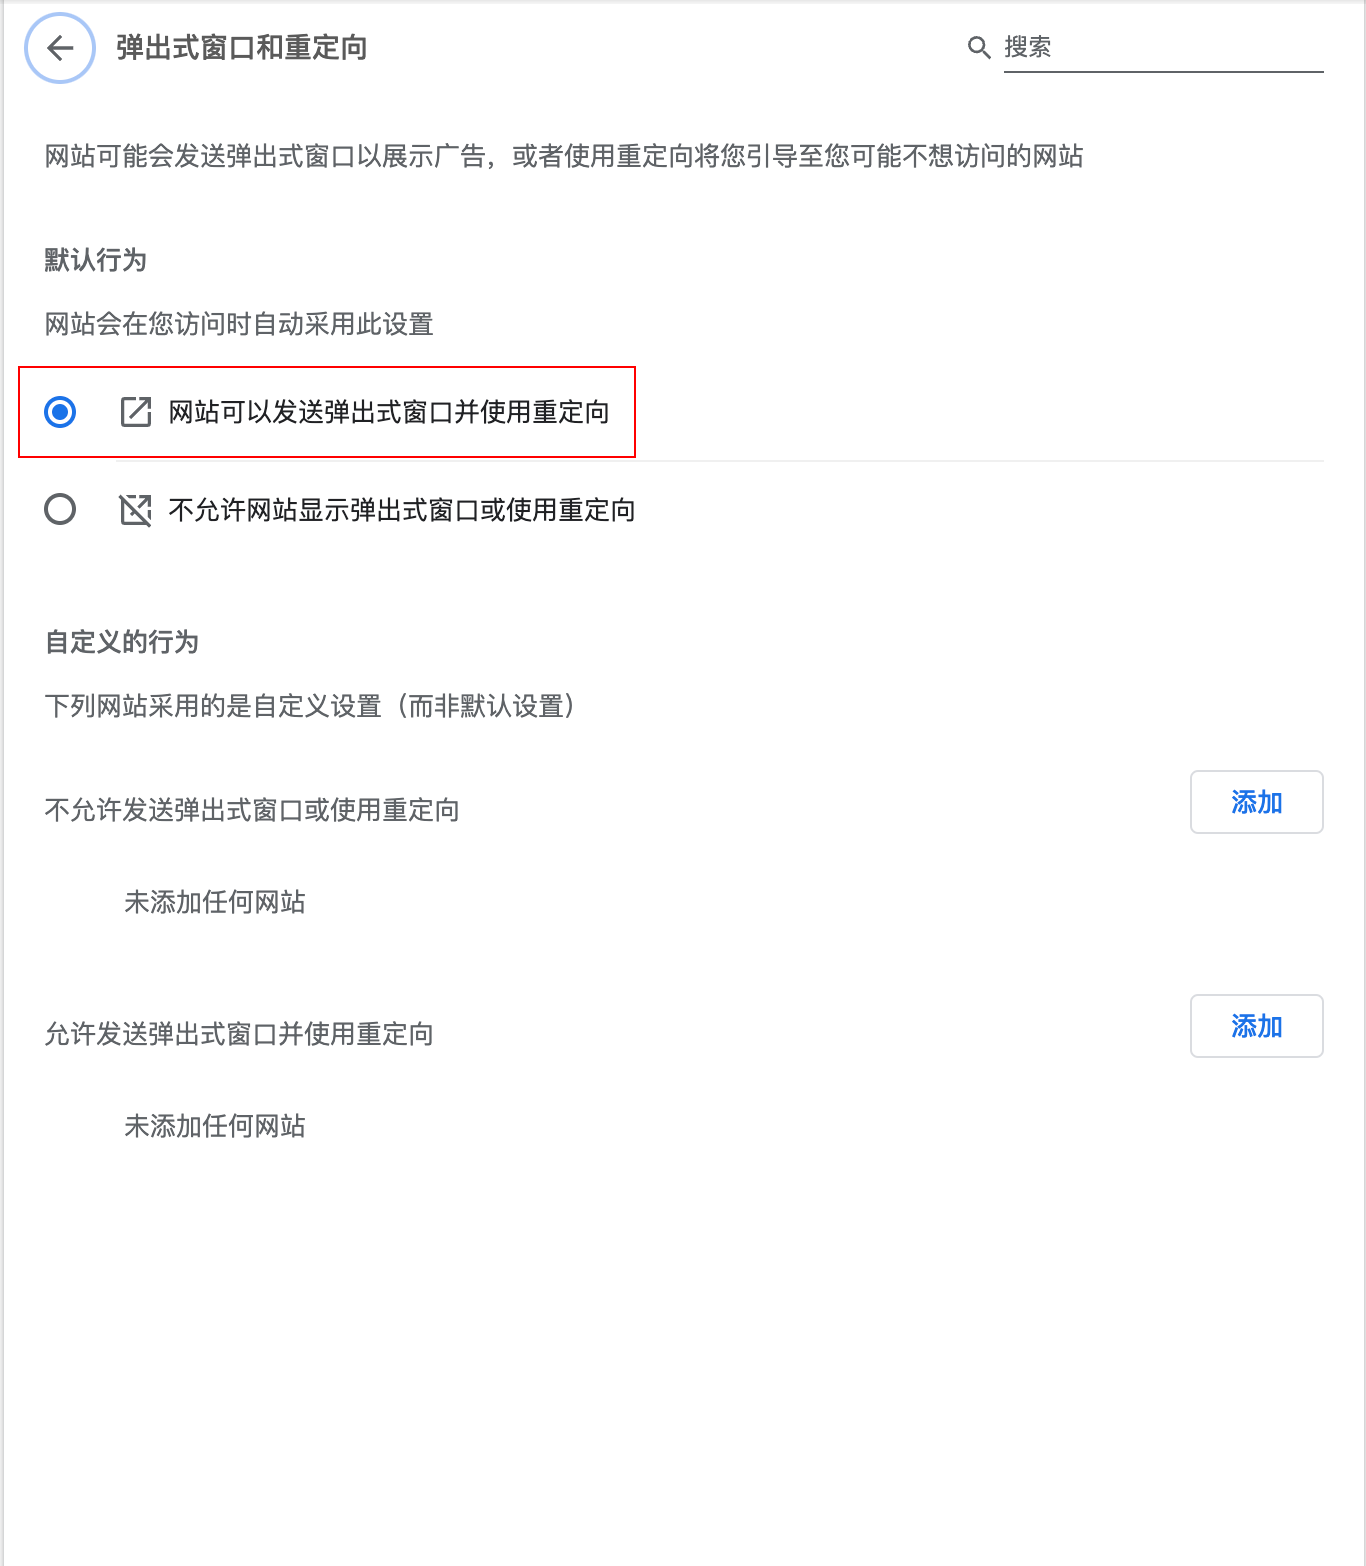 弹出式窗口和重定向
搜索
网站可能会发送弹出式窗口以展示广告，或者使用重定向将您引导至您可能不想访问的网站
默认行为
网站会在您访问时自动采用此设置
网站可以发送弹出式窗口并使用重定向
不允许网站显示弹出式窗口或使用重定向
自定义的行为
下列网站采用的是自定义设置（而非默认设置）
不允许发送弹出式窗口或使用重定向
添加
未添加任何网站
允许发送弹出式窗口并使用重定向
添加
未添加任何网站